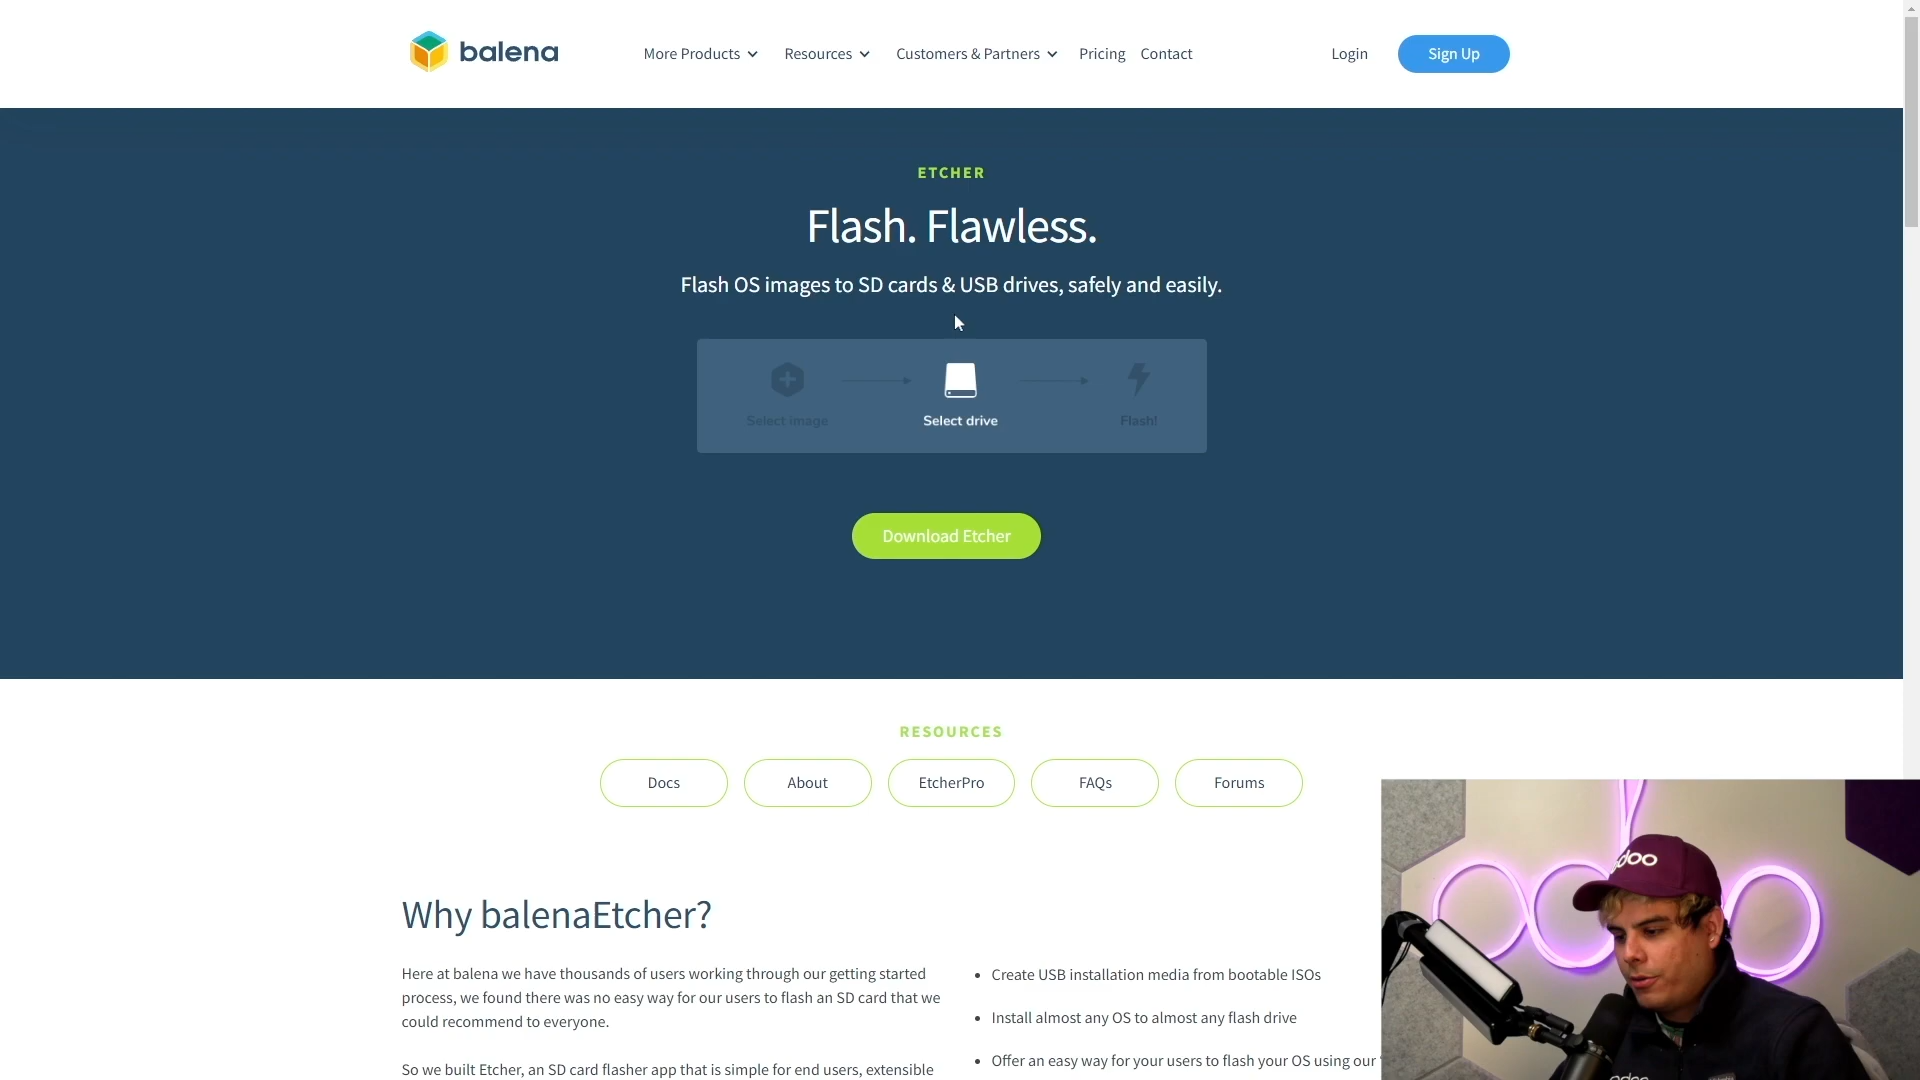 balena
More Products
Resources
Customers & Partners
Pricing
Contact
Login
Sign Up
ETCHER
Flash. Flawless.
Flash OS images to SD cards & USB drives, safely and easily.
Select image
Select drive
Flash!
Download Etcher
RESOURCES
Docs
About
EtcherPro
FAQs
Forums
Why balenaEtcher?
Here at balena we have thousands of users working through our getting started
process, we found there was no easy way for our users to flash an SD card that we
could recommend to everyone.
So we built Etcher, an SD card flasher app that is simple for end users, extensible
• Create USB installation media from bootable ISOs
• Install almost any OS to almost any flash drive
• Offer an easy way for your users to flash your OS using our
odoo
odoo